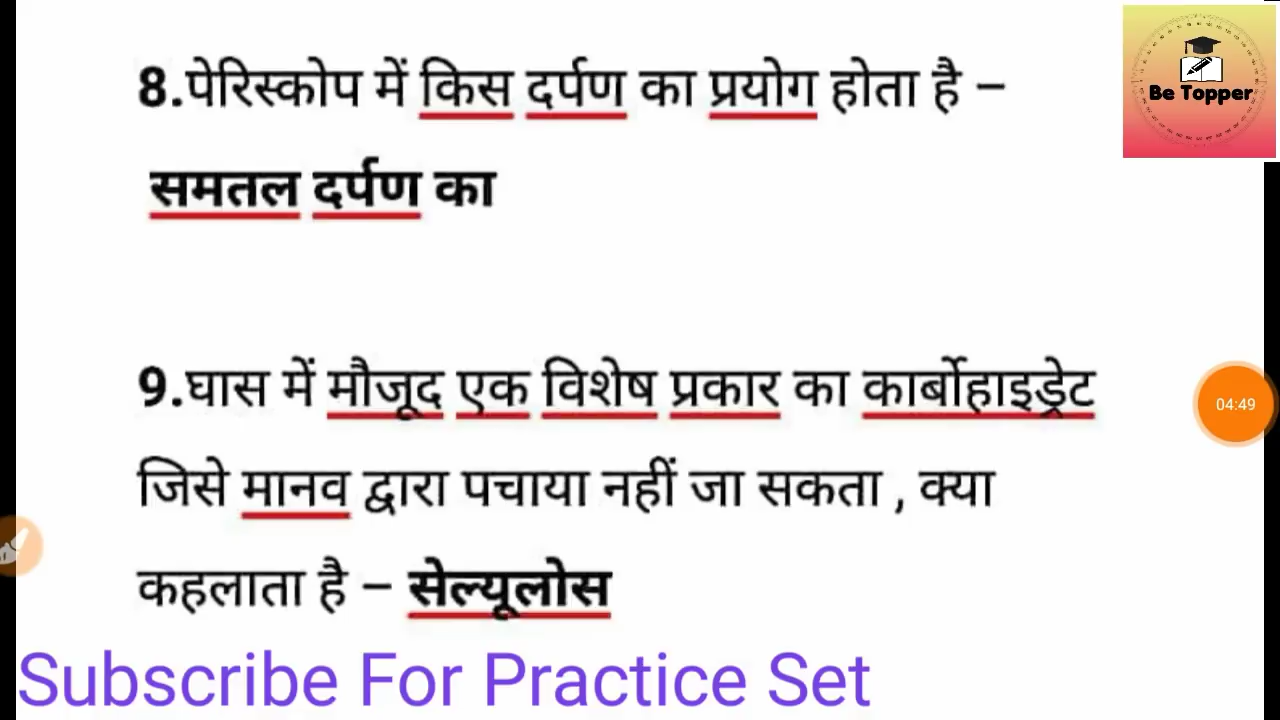 8.पेरिस्कोप में किस दर्पण का प्रयोग होता है –
समतल दर्पण का
Be Topper
9.घास में मौजूद एक विशेष प्रकार का कार्बोहाइड्रेट
जिसे मानव द्वारा पचाया नहीं जा सकता , क्या
कहलाता है – सेल्यूलोस
04:49
Subscribe For Practice Set